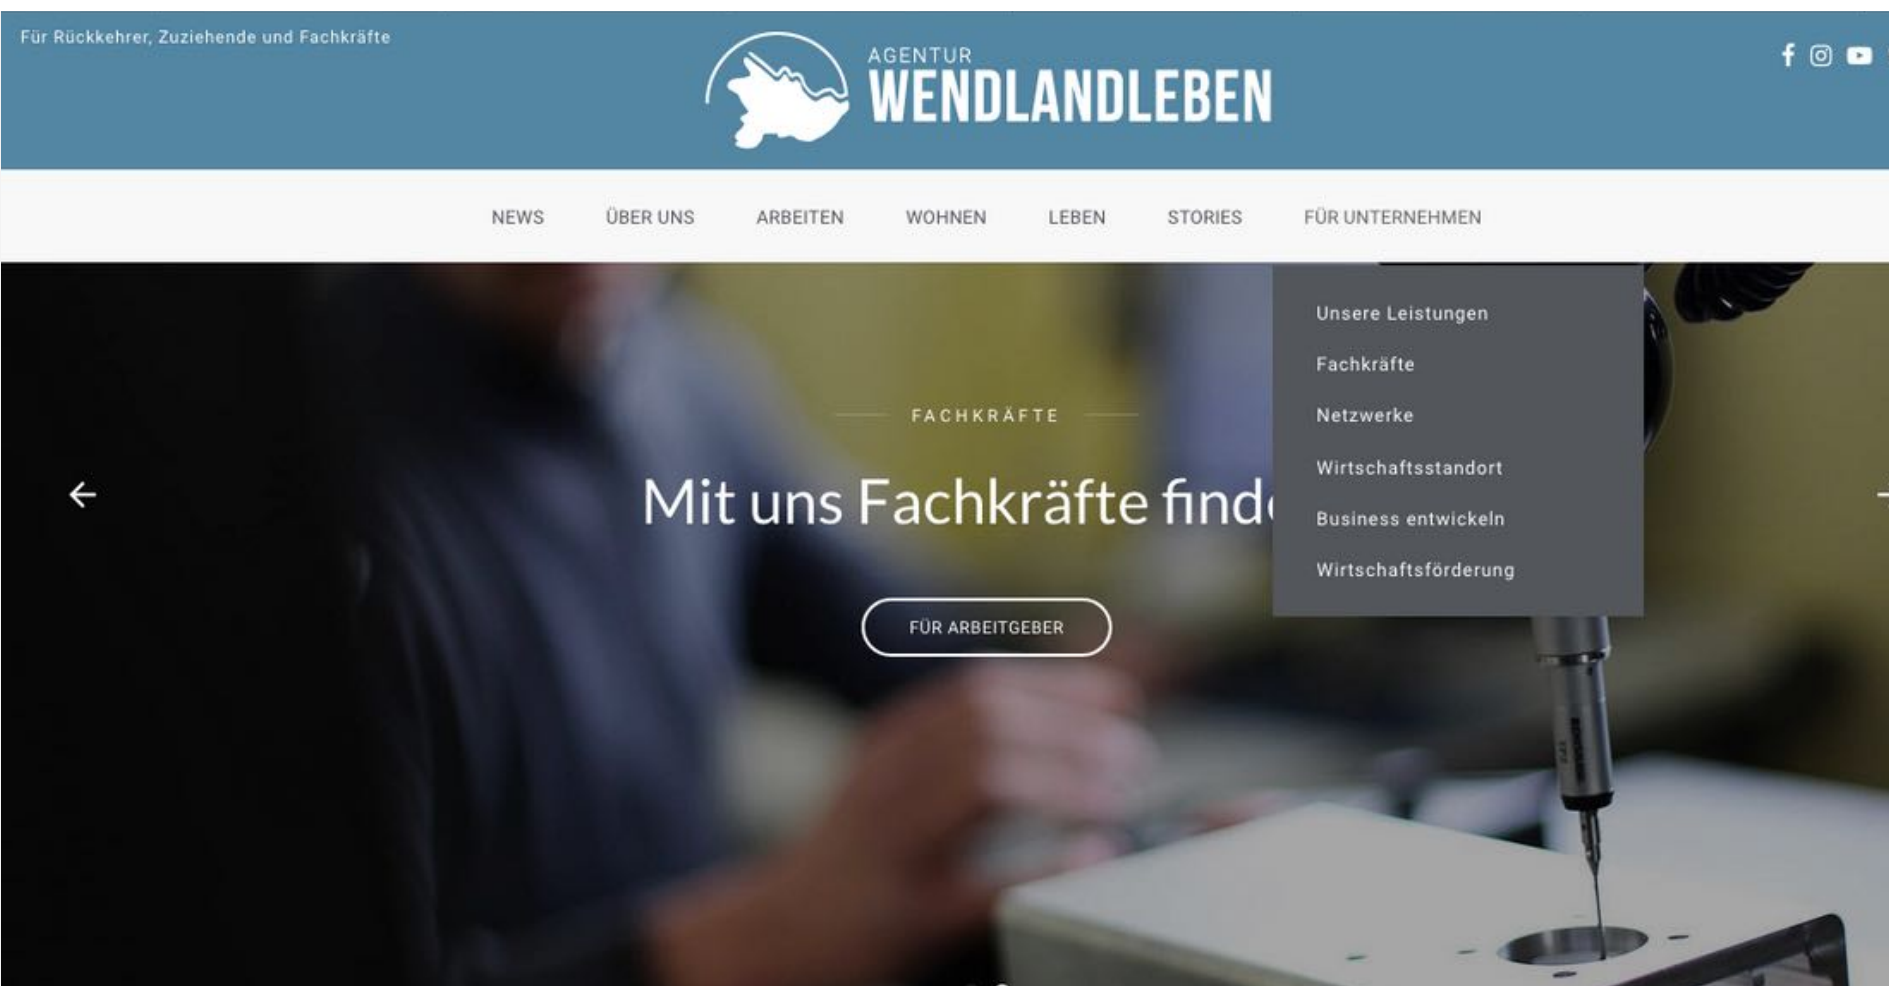 Für Rückkehrer, Zuziehende und Fachkräfte
AGENTUR
WENDLANDLEBEN
NEWS ÜBER UNS ARBEITEN WOHNEN LEBEN STORIES FÜR UNTERNEHMEN
Unsere Leistungen
Fachkräfte
Netzwerke
Wirtschaftsstandort
Business entwickeln
Wirtschaftsförderung
FACHKRÄFTE
Mit uns Fachkräfte finde
FÜR ARBEITGEBER